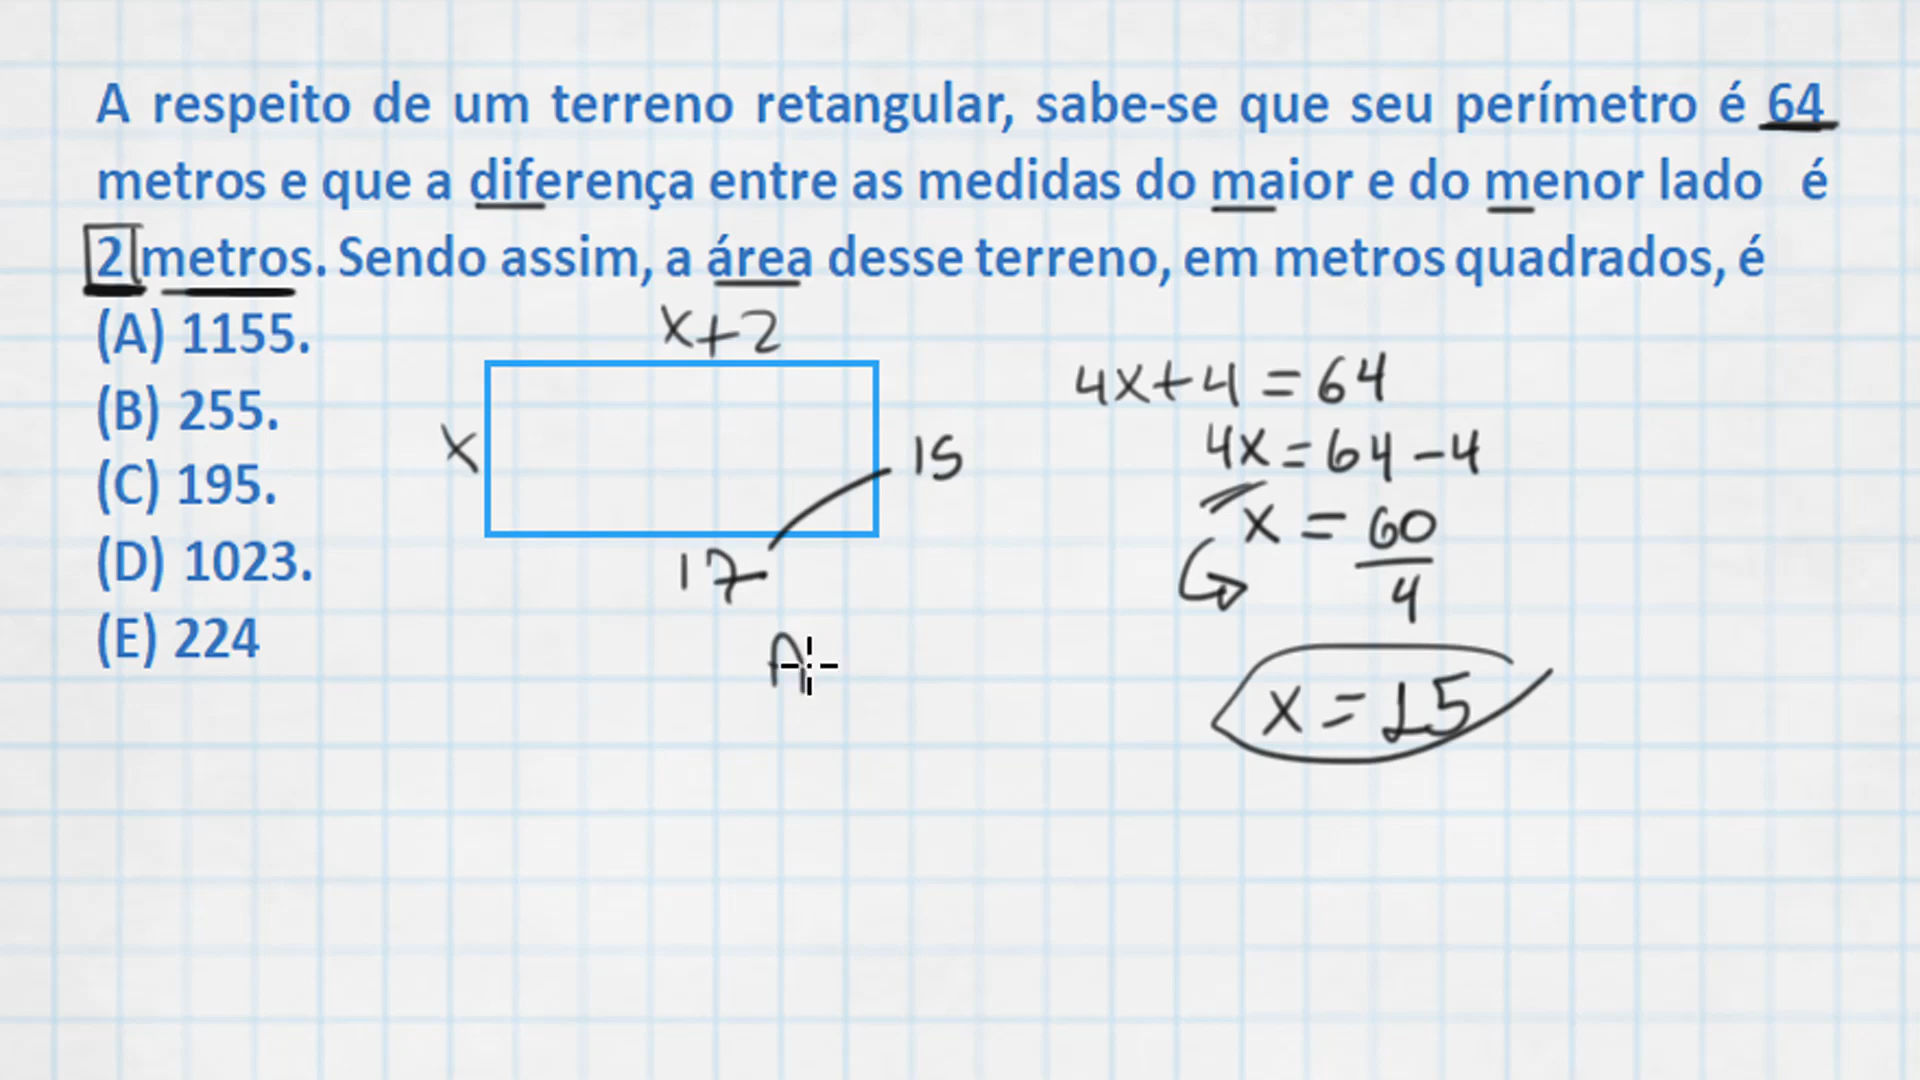 A respeito de um terreno retangular, sabe-se que seu perímetro é 64
metros e que a diferença entre as medidas do maior e do menor lado é
2 metros. Sendo assim, a área desse terreno, em metros quadrados, é
(A) 1155.
(B) 255.
(C) 195.
(D) 1023.
(E) 224
x+2
x
15
17
A
4x+4 = 64
4x = 64-4
x = 60
4
x = 15